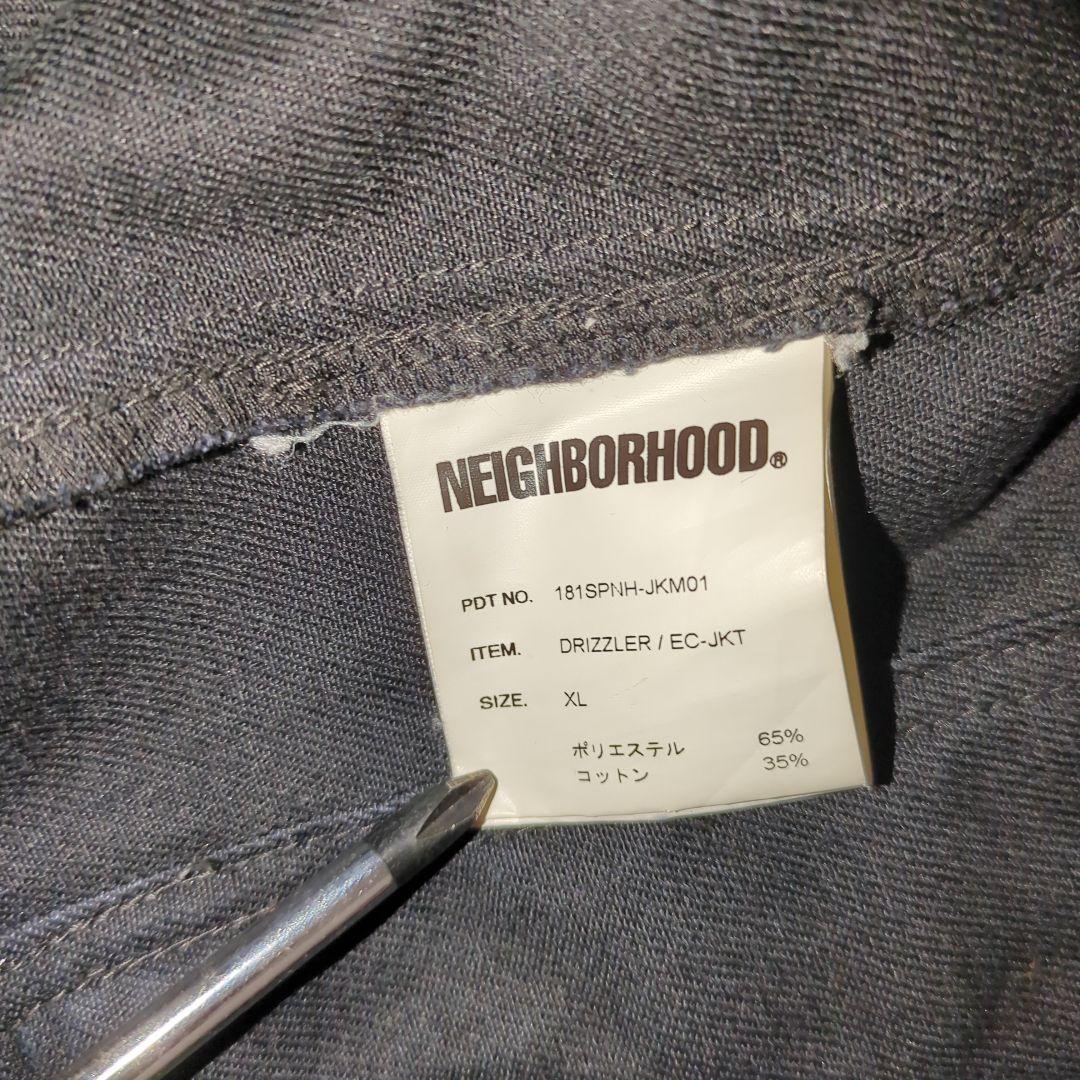 NEIGHBORHOOD®
PDT NO. 181SPNH-JKM01
ITEM. DRIZZLER / EC-JKT
SIZE. XL
ポリエステル 65%
コットン 35%